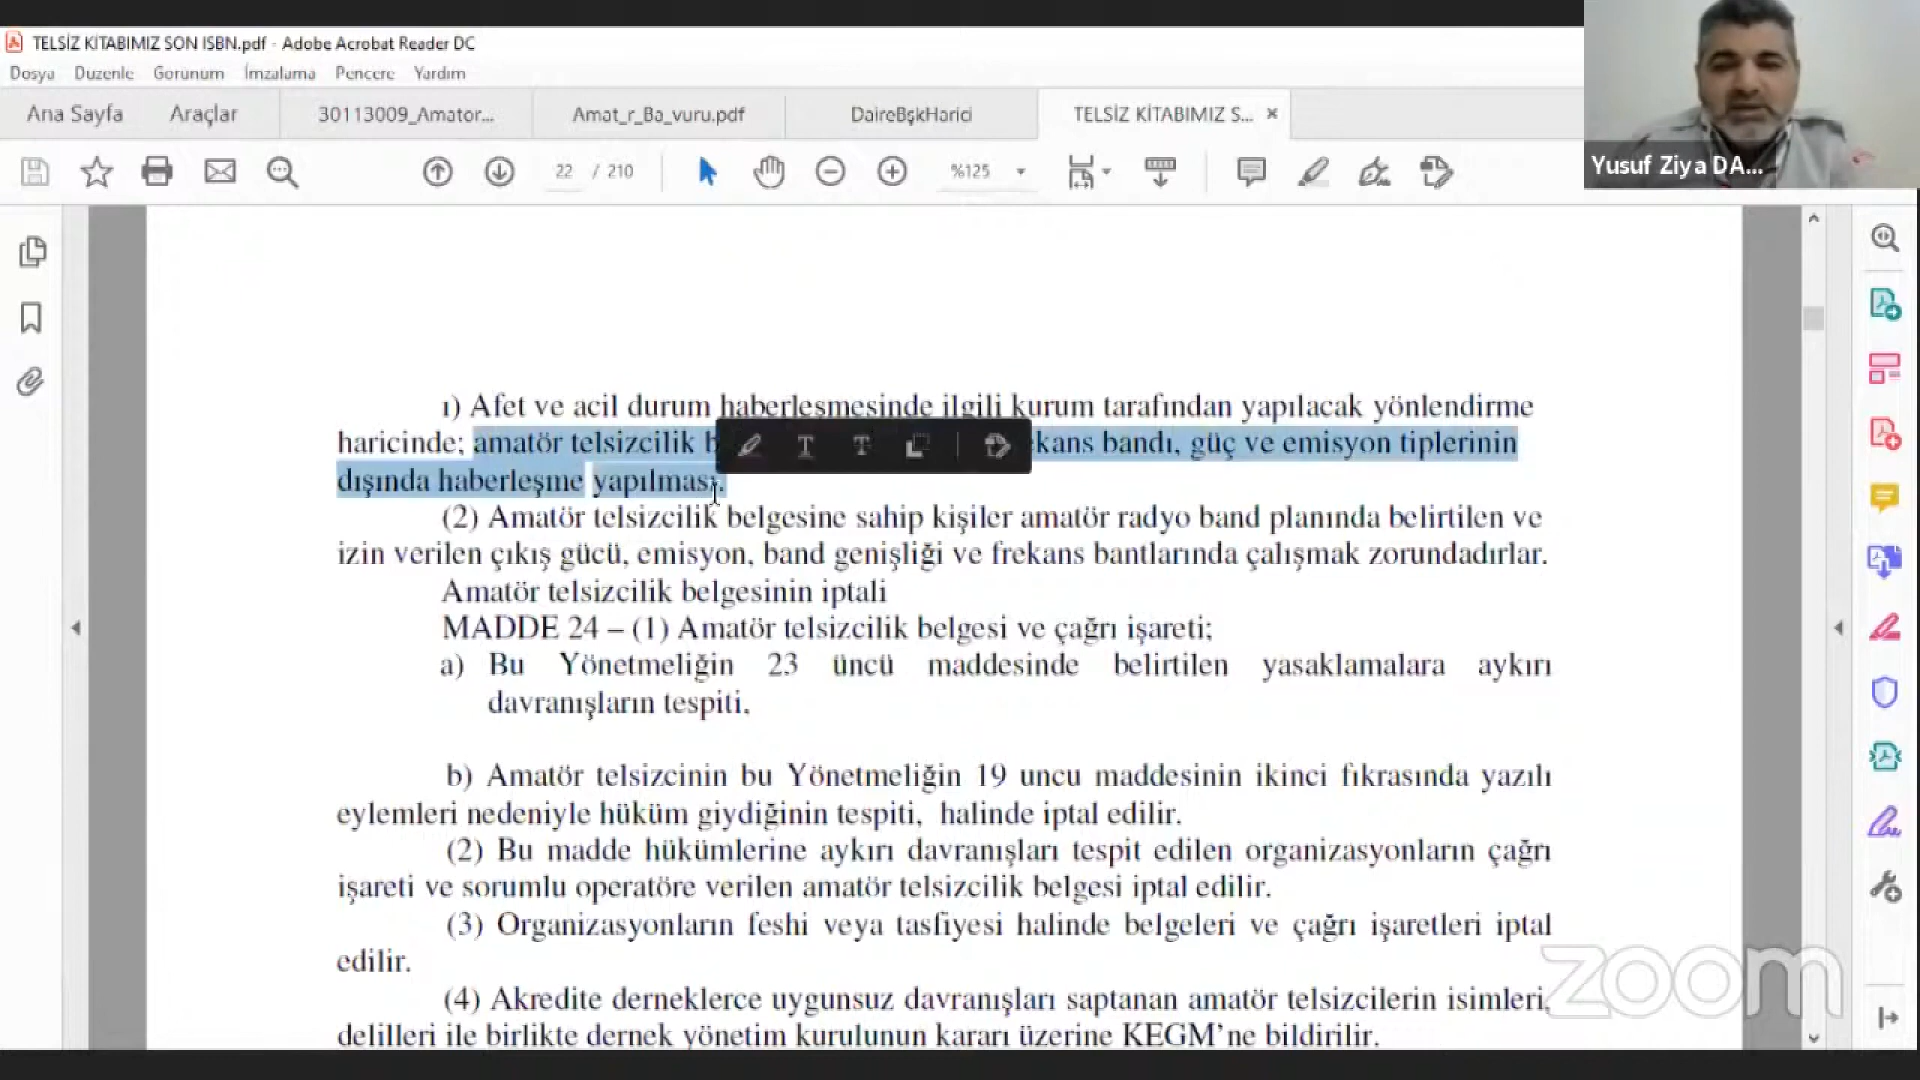 TELSİZ KİTABIMIZ SON ISBN.pdf - Adobe Acrobat Reader DC
Dosya Düzenle Görünüm İmzalama Pencere Yardım
Ana Sayfa Araçlar 30113009_Amator... Amat_r_Ba_vuru.pdf DaireBşkHarici TELSİZ KİTABIMIZ S... ×
22 / 210 %125
Yusuf Ziya DA...
ı) Afet ve acil durum haberleşmesinde ilgili kurum tarafından yapılacak yönlendirme
haricinde; amatör telsizcilik b kans bandı, güç ve emisyon tiplerinin
dışında haberleşme yapılması.
(2) Amatör telsizcilik belgesine sahip kişiler amatör radyo band planında belirtilen ve
izin verilen çıkış gücü, emisyon, band genişliği ve frekans bantlarında çalışmak zorundadırlar.
Amatör telsizcilik belgesinin iptali
MADDE 24 – (1) Amatör telsizcilik belgesi ve çağrı işareti;
a) Bu Yönetmeliğin 23 üncü maddesinde belirtilen yasaklamalara aykırı
davranışların tespiti,
b) Amatör telsizcinin bu Yönetmeliğin 19 uncu maddesinin ikinci fıkrasında yazılı
eylemleri nedeniyle hüküm giydiğinin tespiti, halinde iptal edilir.
(2) Bu madde hükümlerine aykırı davranışları tespit edilen organizasyonların çağrı
işareti ve sorumlu operatöre verilen amatör telsizcilik belgesi iptal edilir.
(3) Organizasyonların feshi veya tasfiyesi halinde belgeleri ve çağrı işaretleri iptal
edilir.
(4) Akredite derneklerce uygunsuz davranışları saptanan amatör telsizcilerin isimleri,
delilleri ile birlikte dernek yönetim kurulunun kararı üzerine KEGM'ne bildirilir.
zoom